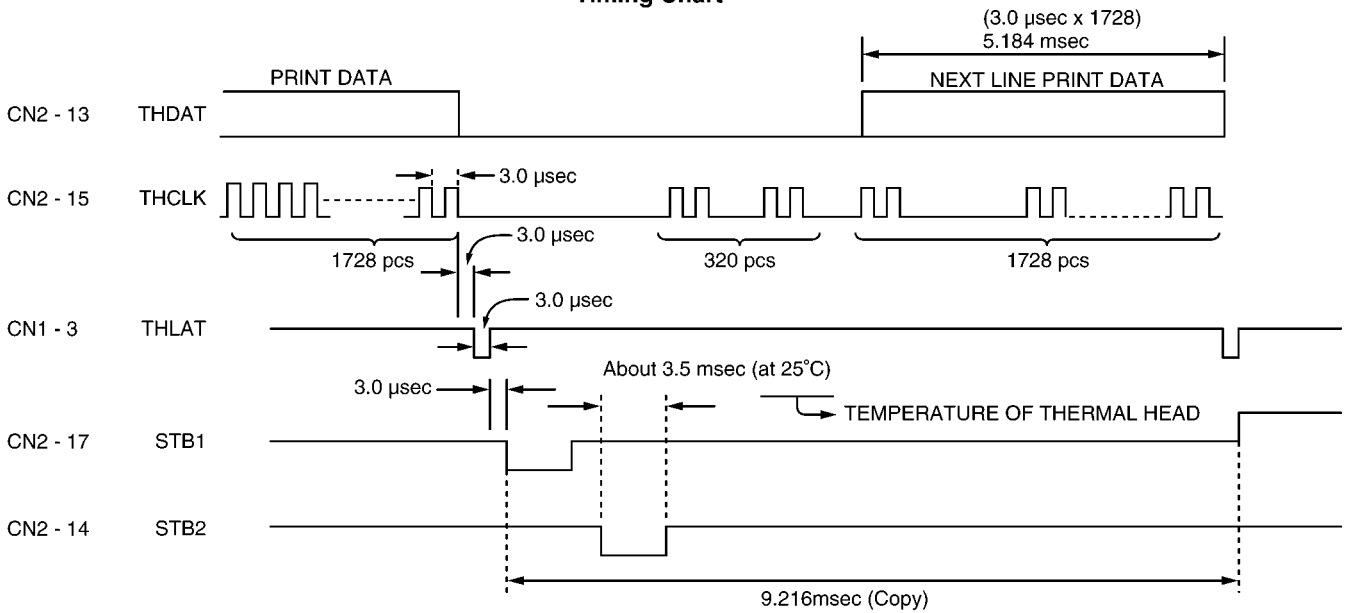 Timing Chart
(3.0 µsec x 1728)
5.184 msec
PRINT DATA
NEXT LINE PRINT DATA
CN2 - 13 THDAT
3.0 µsec
CN2 - 15 THCLK
3.0 µsec
1728 pcs
320 pcs
1728 pcs
3.0 µsec
CN1 - 3 THLAT
About 3.5 msec (at 25°C)
3.0 µsec
TEMPERATURE OF THERMAL HEAD
CN2 - 17 STB1
CN2 - 14 STB2
9.216msec (Copy)